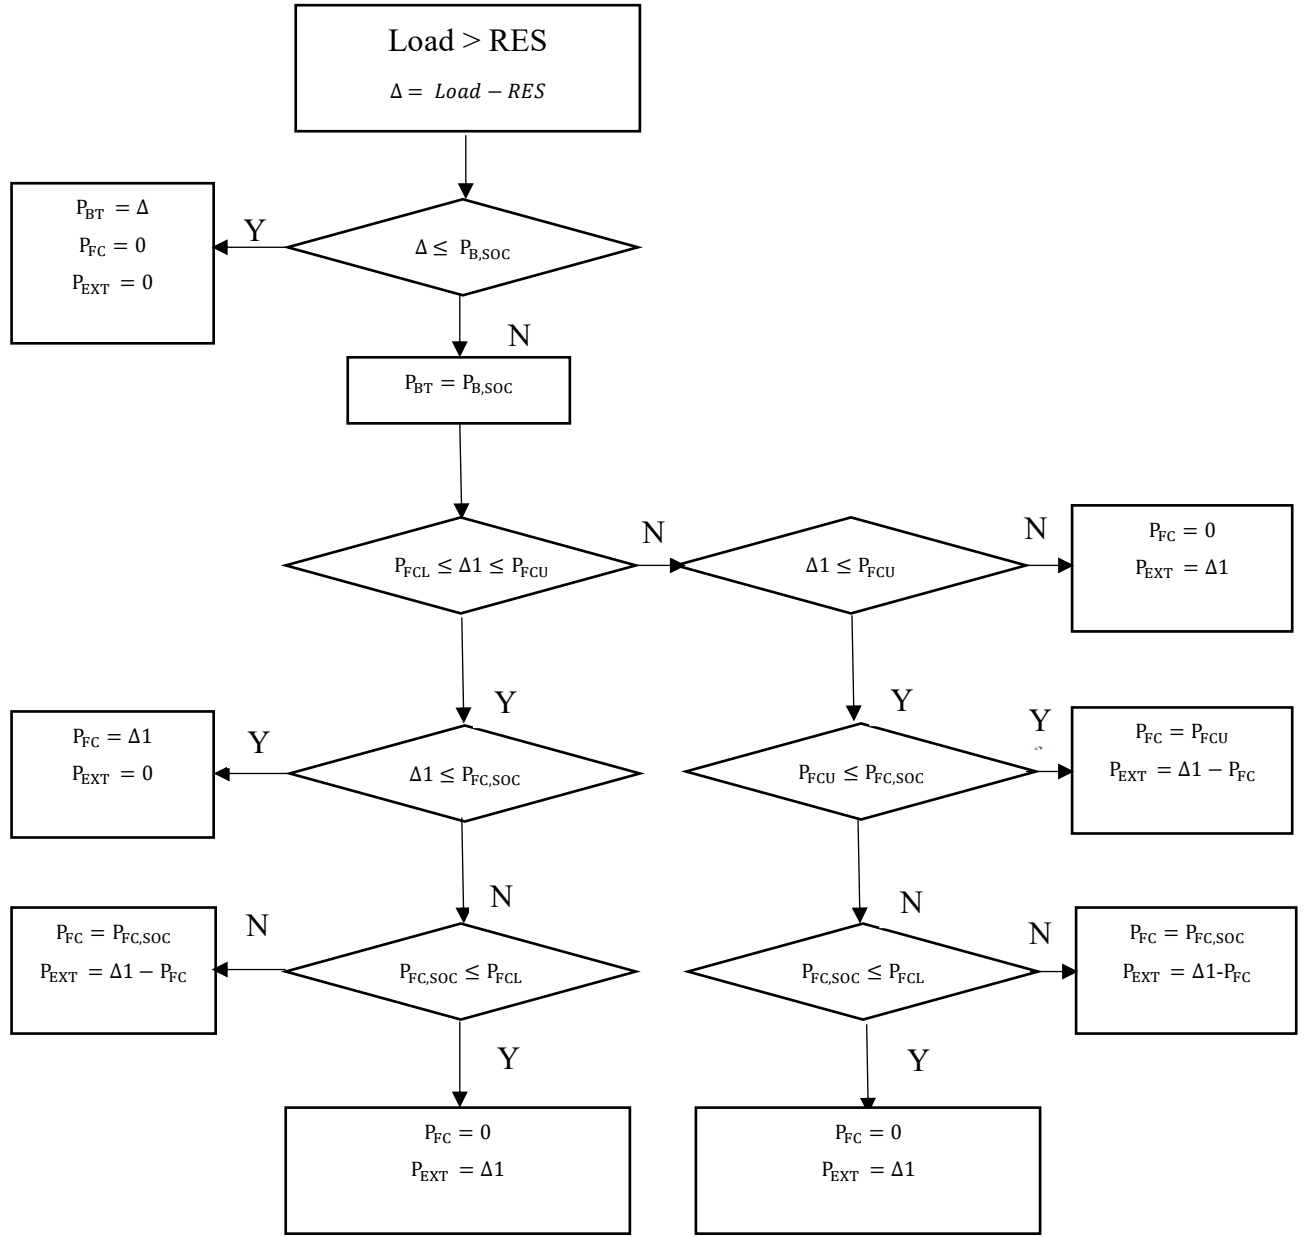 Load > RES
Δ = Load − RES
P_BT = Δ
P_FC = 0
P_EXT = 0
Y
Δ ≤ P_B,SOC
N
P_BT = P_B,SOC
P_FCL ≤ Δ1 ≤ P_FCU
N
Δ1 ≤ P_FCU
N
P_FC = 0
P_EXT = Δ1
Y
Y
P_FC = Δ1
P_EXT = 0
Y
Δ1 ≤ P_FC,SOC
P_FCU ≤ P_FC,SOC
Y
P_FC = P_FCU
P_EXT = Δ1 − P_FC
N
N
P_FC = P_FC,SOC
P_EXT = Δ1 − P_FC
N
P_FC,SOC ≤ P_FCL
P_FC,SOC ≤ P_FCL
N
P_FC = P_FC,SOC
P_EXT = Δ1-P_FC
Y
Y
P_FC = 0
P_EXT = Δ1
P_FC = 0
P_EXT = Δ1